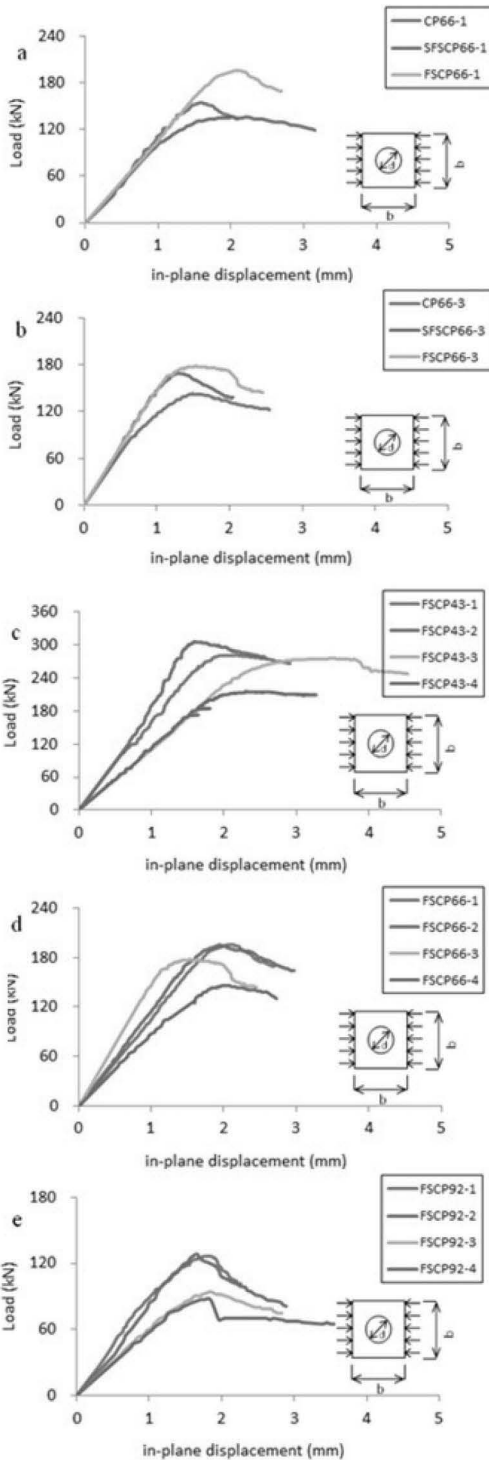 a
240
180
120
60
0
Load (kN)
0 1 2 3 4 5
in-plane displacement (mm)
CP66-1
SFSCP66-1
FSCP66-1
d
b
b
b
240
180
120
60
0
Load (kN)
0 1 2 3 4 5
in-plane displacement (mm)
CP66-3
SFSCP66-3
FSCP66-3
d
b
b
c
360
300
240
180
120
60
0
Load (kN)
0 1 2 3 4 5
in-plane displacement (mm)
FSCP43-1
FSCP43-2
FSCP43-3
FSCP43-4
d
b
b
d
240
180
120
60
0
Load (kN)
0 1 2 3 4 5
in-plane displacement (mm)
FSCP66-1
FSCP66-2
FSCP66-3
FSCP66-4
d
b
b
e
180
120
60
0
Load (kN)
0 1 2 3 4 5
in-plane displacement (mm)
FSCP92-1
FSCP92-2
FSCP92-3
FSCP92-4
d
b
b